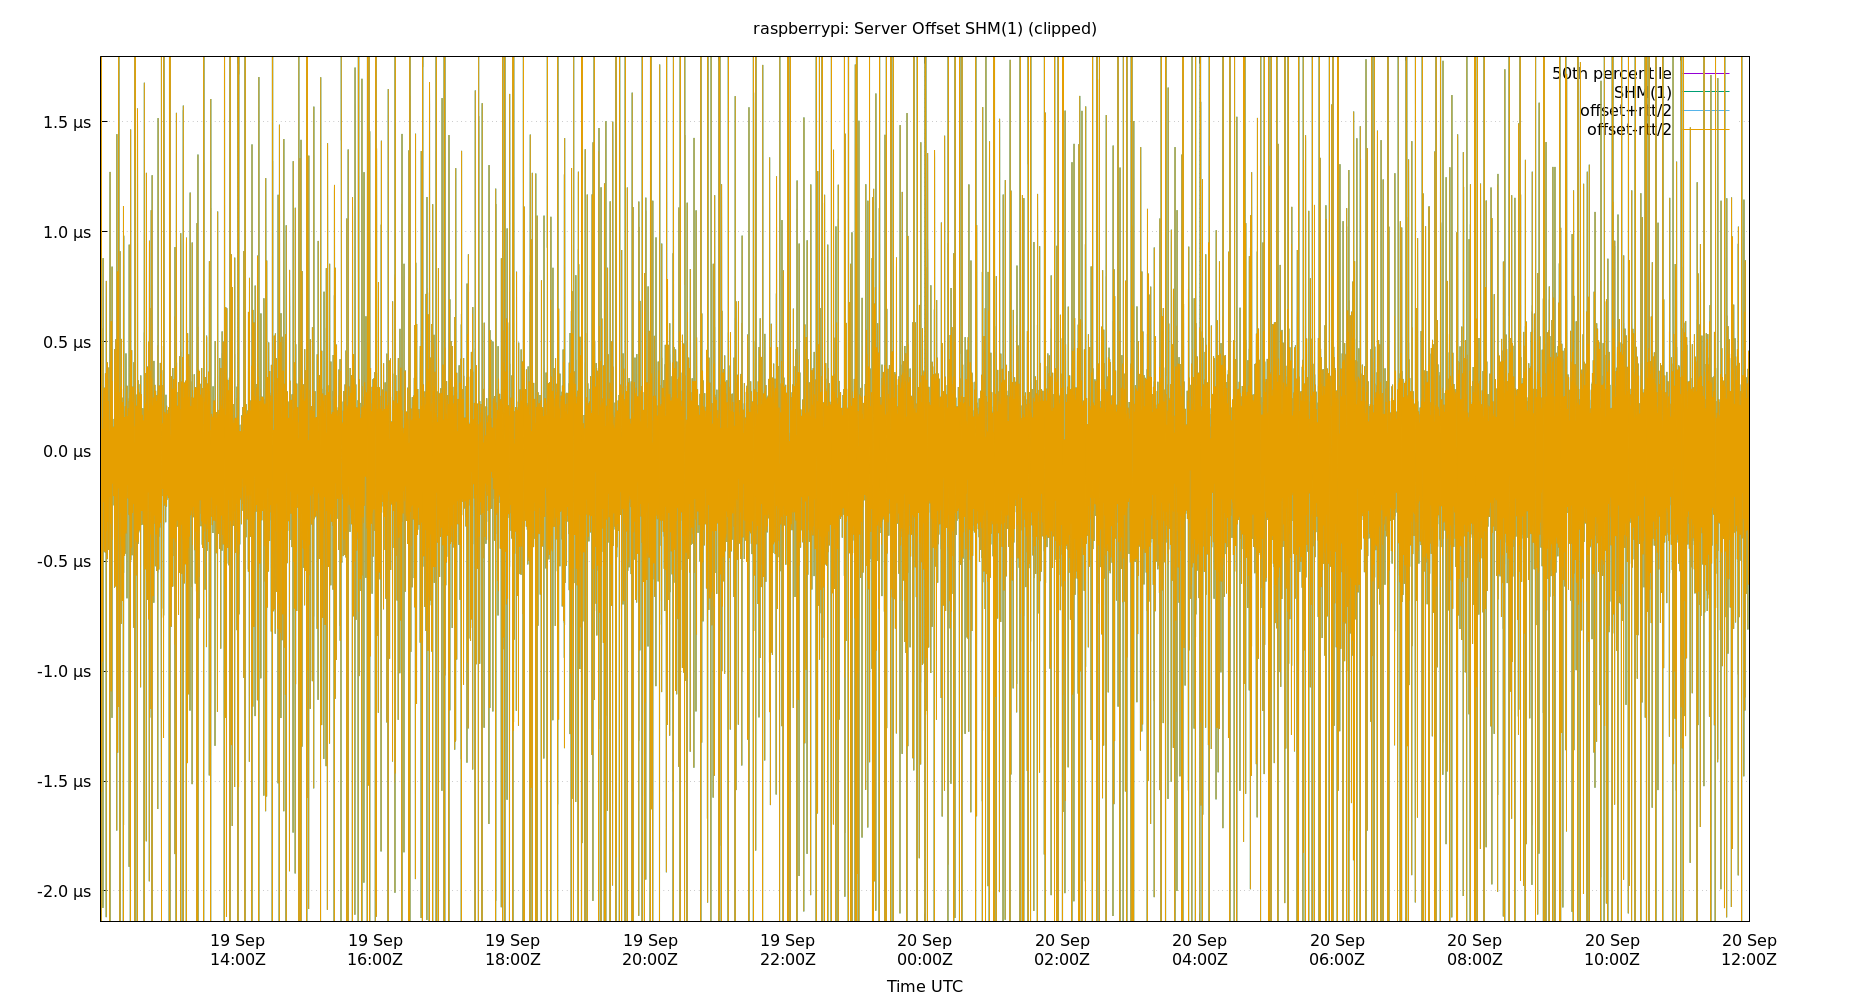 raspberrypi: Server Offset SHM(1) (clipped)
50th percentile
SHM(1)
offset+rtt/2
offset-rtt/2
1.5 µs
1.0 µs
0.5 µs
0.0 µs
-0.5 µs
-1.0 µs
-1.5 µs
-2.0 µs
19 Sep 19 Sep 19 Sep 19 Sep 19 Sep 20 Sep 20 Sep 20 Sep 20 Sep 20 Sep 20 Sep 20 Sep
14:00Z 16:00Z 18:00Z 20:00Z 22:00Z 00:00Z 02:00Z 04:00Z 06:00Z 08:00Z 10:00Z 12:00Z
Time UTC